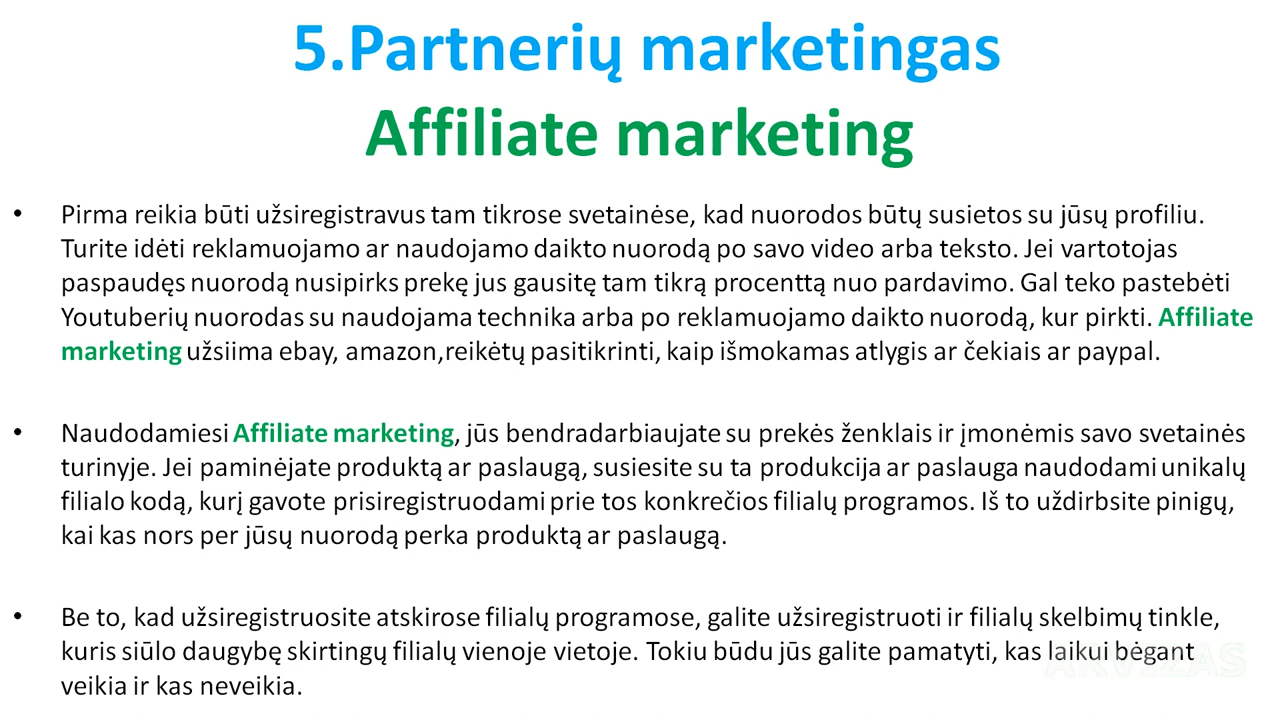 5.Partnerių marketingas
Affiliate marketing
• Pirma reikia būti užsiregistravus tam tikrose svetainėse, kad nuorodos būtų susietos su jūsų profiliu.
Turite idėti reklamuojamo ar naudojamo daikto nuorodą po savo video arba teksto. Jei vartotojas
paspaudęs nuorodą nusipirks prekę jus gausitę tam tikrą procenttą nuo pardavimo. Gal teko pastebėti
Youtuberių nuorodas su naudojama technika arba po reklamuojamo daikto nuorodą, kur pirkti. Affiliate
marketing užsiima ebay, amazon,reikėtų pasitikrinti, kaip išmokamas atlygis ar čekiais ar paypal.
• Naudodamiesi Affiliate marketing, jūs bendradarbiaujate su prekės ženklais ir įmonėmis savo svetainės
turinyje. Jei paminėjate produktą ar paslaugą, susiesite su ta produkcija ar paslauga naudodami unikalų
filialo kodą, kurį gavote prisiregistruodami prie tos konkrečios filialų programos. Iš to uždirbsite pinigų,
kai kas nors per jūsų nuorodą perka produktą ar paslaugą.
• Be to, kad užsiregistruosite atskirose filialų programose, galite užsiregistruoti ir filialų skelbimų tinkle,
kuris siūlo daugybę skirtingų filialų vienoje vietoje. Tokiu būdu jūs galite pamatyti, kas laikui bėgant
veikia ir kas neveikia.